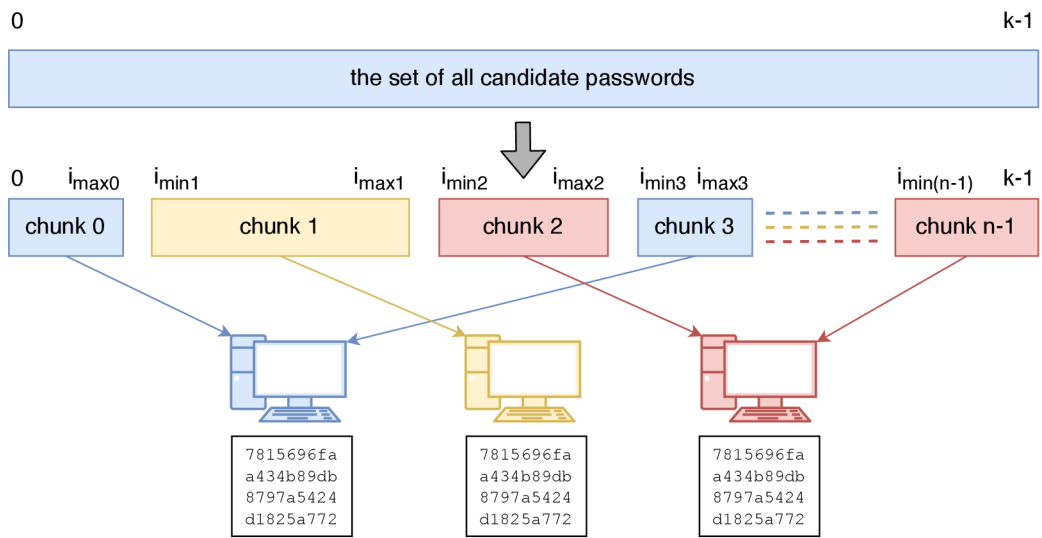 0 k-1
the set of all candidate passwords
0 imax0 imin1 imax1 imin2 imax2 imin3 imax3 imin(n-1) k-1
chunk 0 chunk 1 chunk 2 chunk 3 chunk n-1
7815696fa 7815696fa 7815696fa
a434b89db a434b89db a434b89db
8797a5424 8797a5424 8797a5424
d1825a772 d1825a772 d1825a772